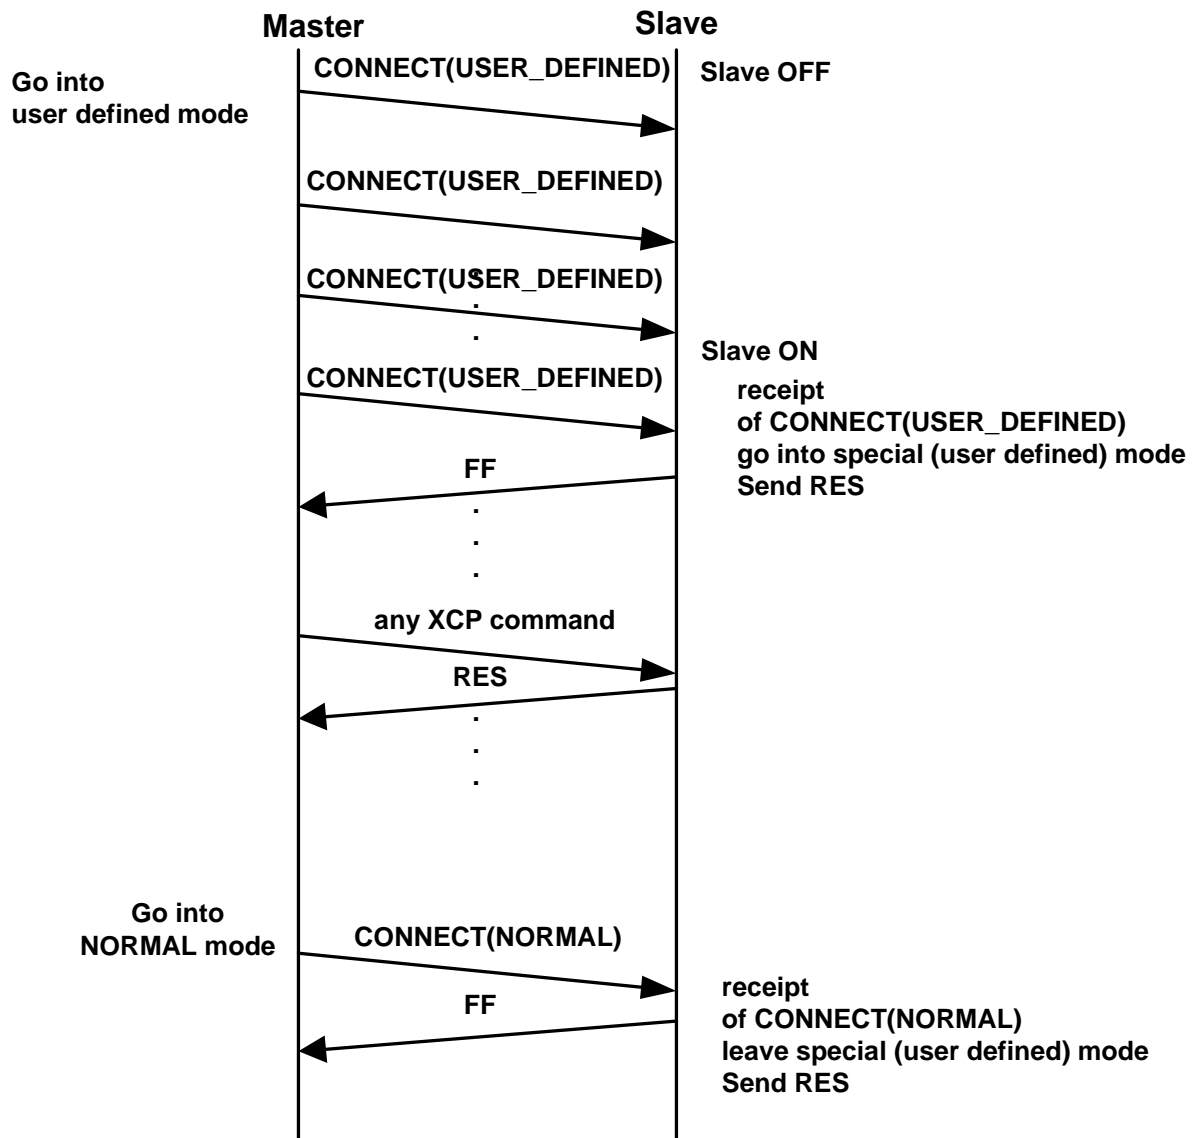 Master
Slave
CONNECT(USER_DEFINED)
Slave OFF
Go into
user defined mode
CONNECT(USER_DEFINED)
CONNECT(USER_DEFINED)
.
.
.
Slave ON
CONNECT(USER_DEFINED)
receipt
of CONNECT(USER_DEFINED)
go into special (user defined) mode
Send RES
FF
.
.
.
any XCP command
RES
.
.
.
Go into
NORMAL mode
CONNECT(NORMAL)
FF
receipt
of CONNECT(NORMAL)
leave special (user defined) mode
Send RES